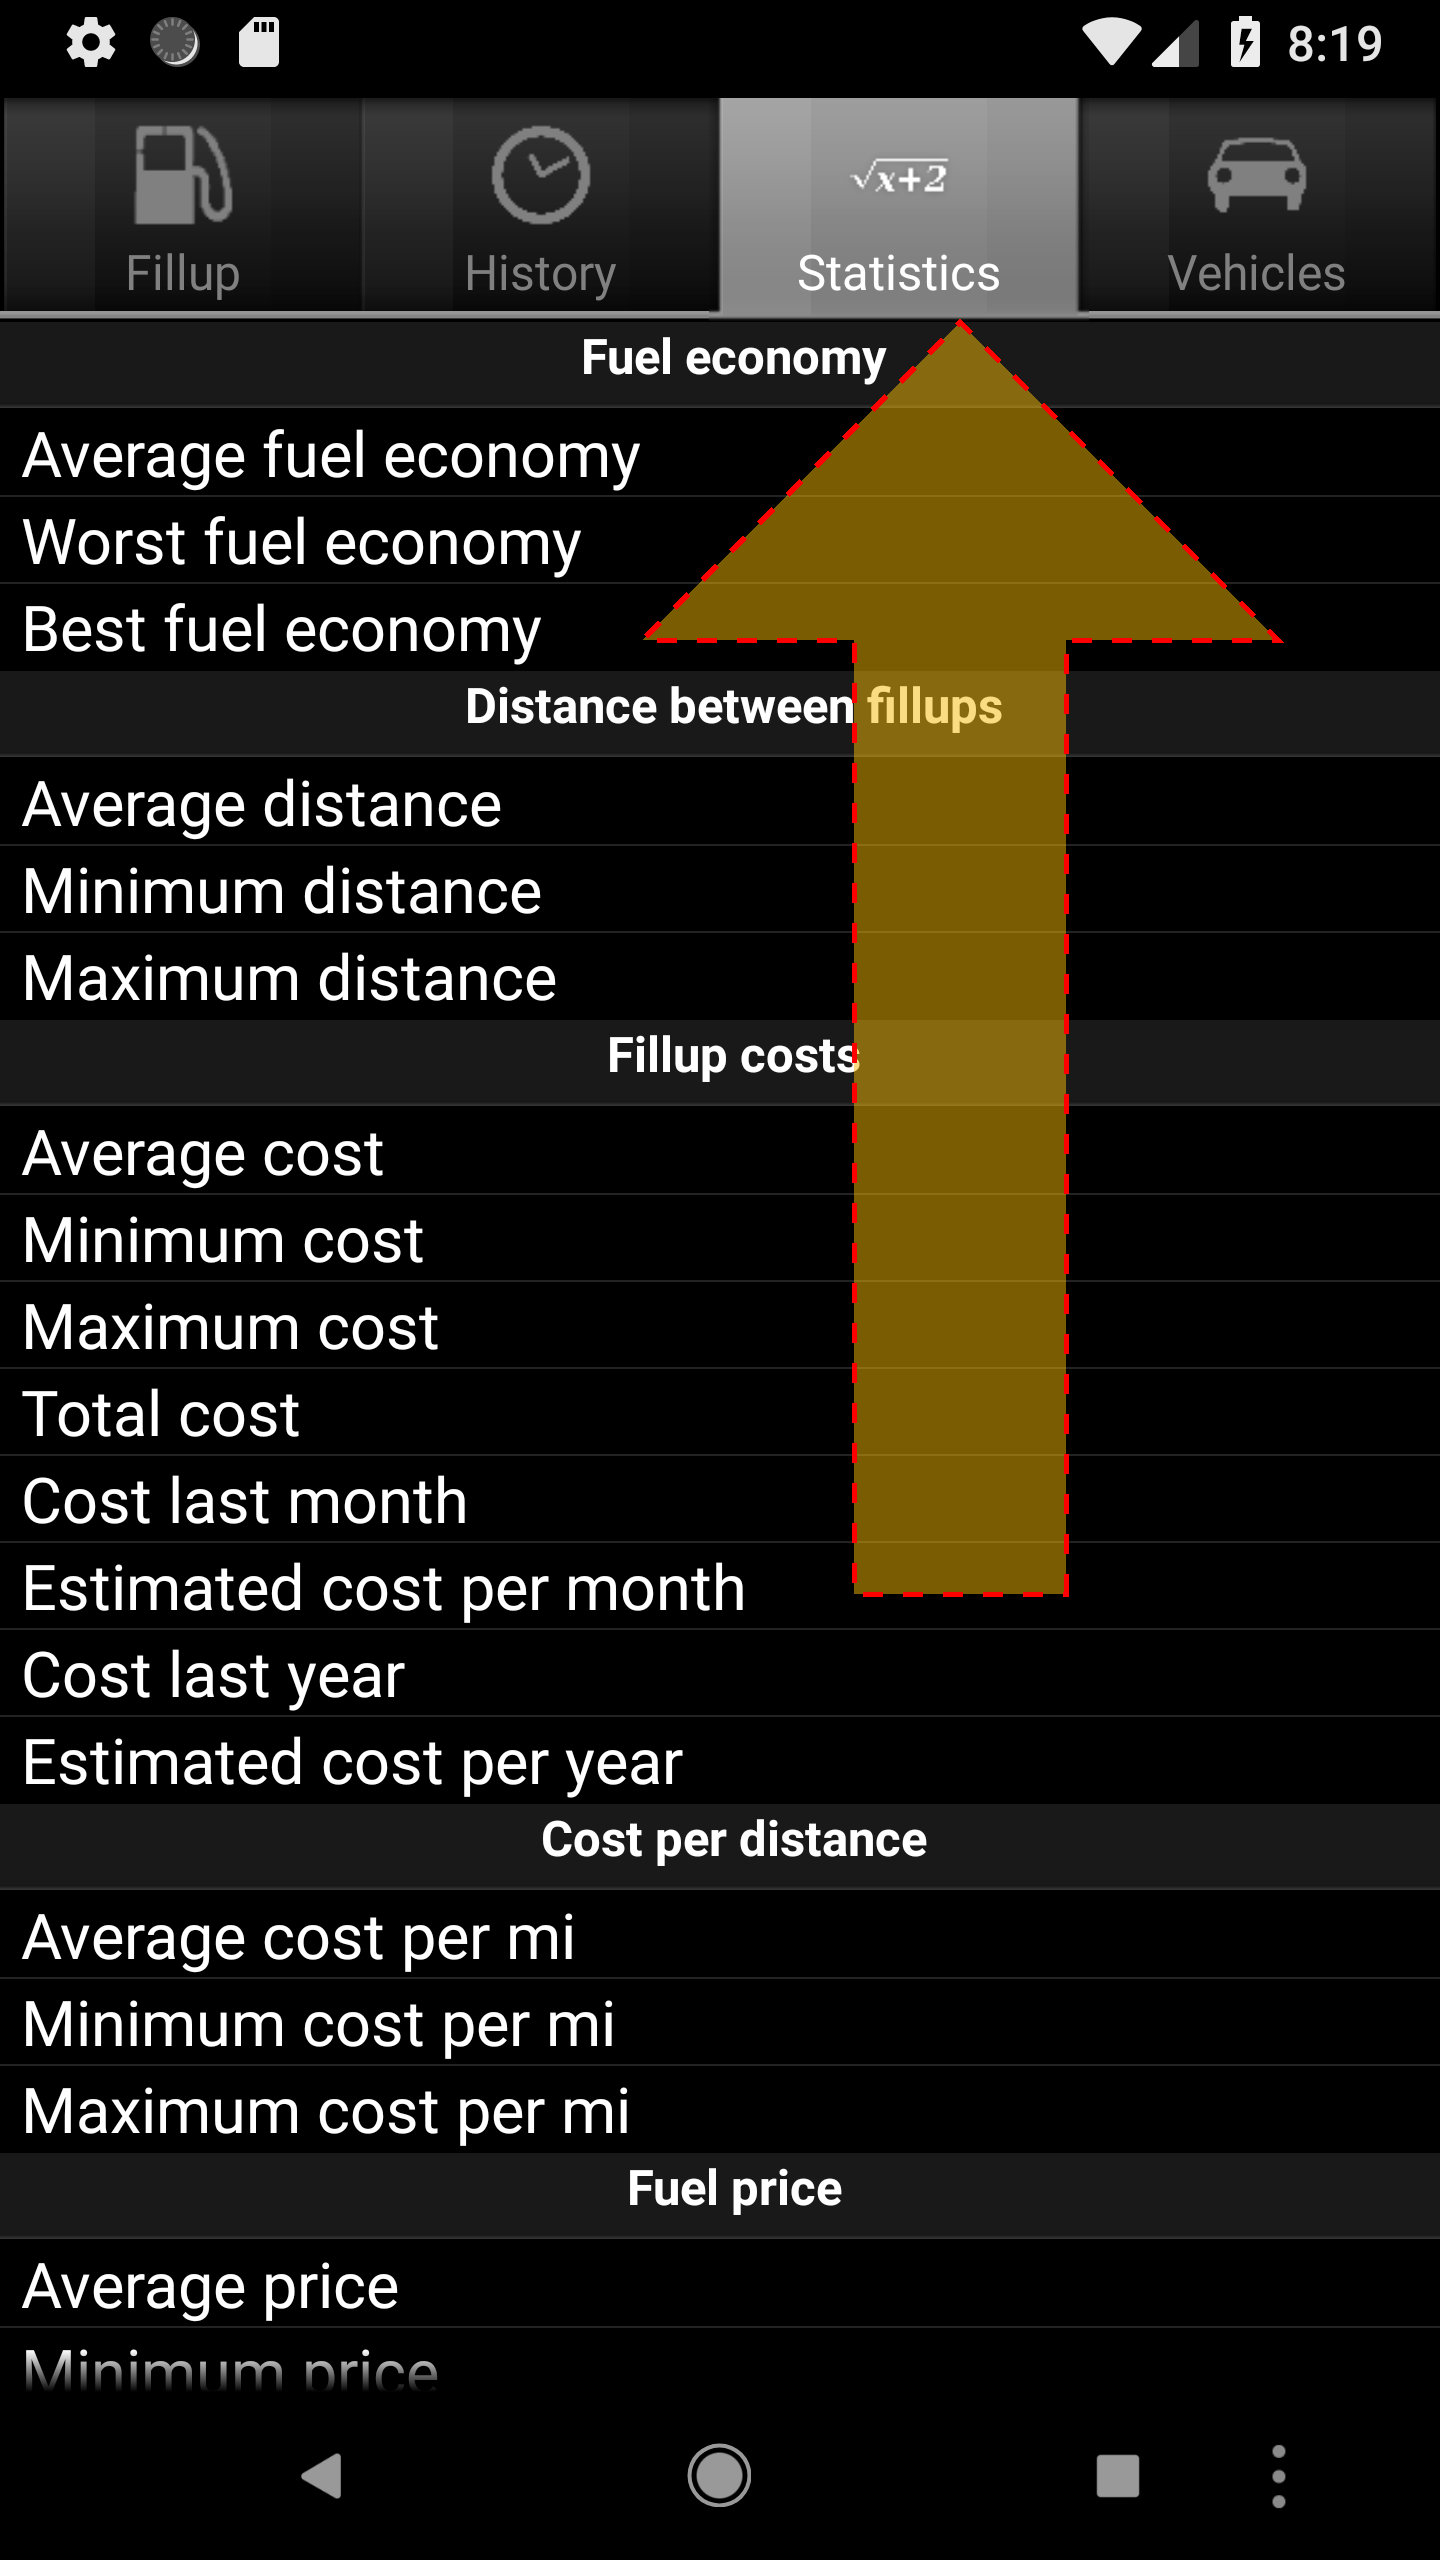 8:19
√x+2
Fillup
History
Statistics
Vehicles
Fuel economy
Average fuel economy
Worst fuel economy
Best fuel economy
Distance between fillups
Average distance
Minimum distance
Maximum distance
Fillup costs
Average cost
Minimum cost
Maximum cost
Total cost
Cost last month
Estimated cost per month
Cost last year
Estimated cost per year
Cost per distance
Average cost per mi
Minimum cost per mi
Maximum cost per mi
Fuel price
Average price
Minimum price